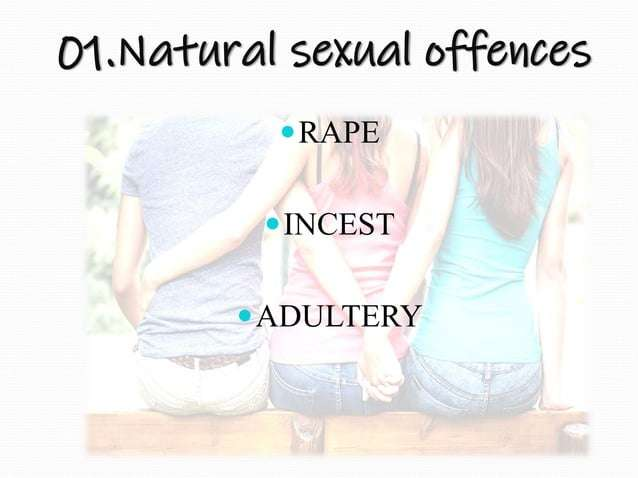 01.Natural sexual offences
•RAPE
•INCEST
•ADULTERY